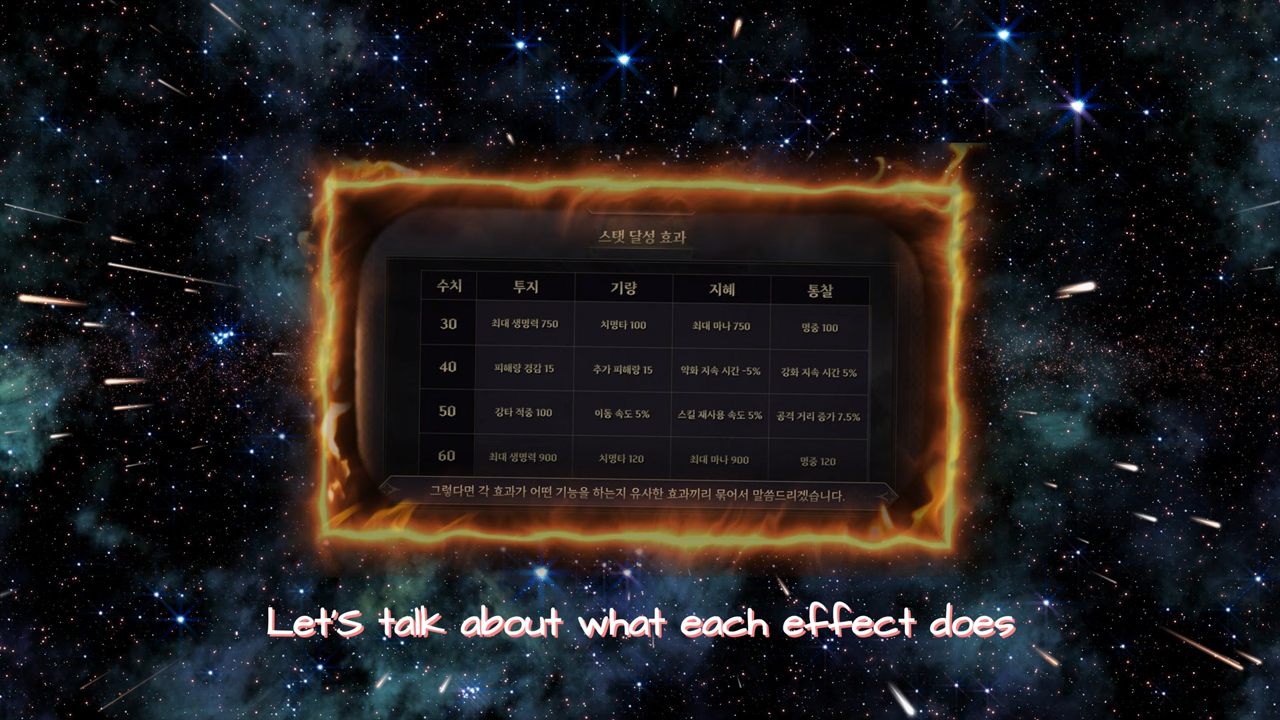 스탯 달성 효과
수치 투지 기량 지혜 통찰
30 최대 생명력 750 치명타 100 최대 마나 750 명중 100
40 피해량 경감 15 추가 피해량 15 약화 지속 시간 -5% 강화 지속 시간 5%
50 강타 적중 100 이동 속도 5% 스킬 재사용 속도 5% 공격 거리 증가 7.5%
60 최대 생명력 900 치명타 120 최대 마나 900 명중 120
그렇다면 각 효과가 어떤 기능을 하는지 유사한 효과끼리 묶어서 말씀드리겠습니다.
Let's talk about what each effect does